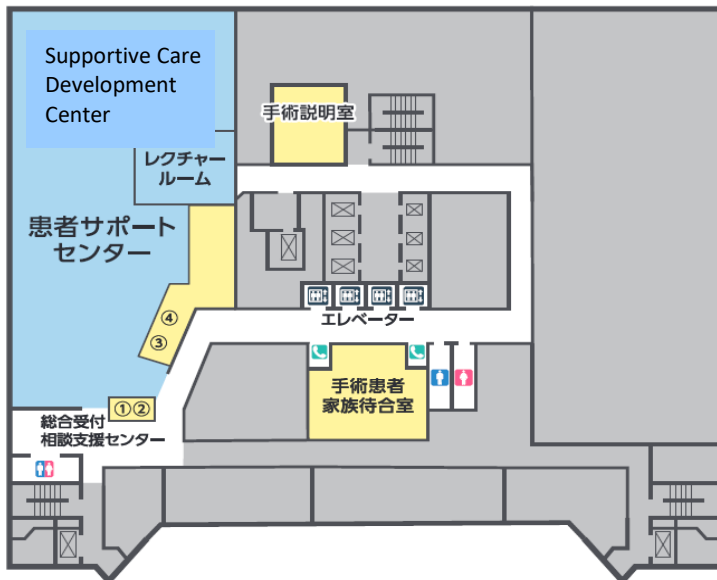 Supportive Care
Development
Center
手術説明室
レクチャー
ルーム
患者サポート
センター
④
③
エレベーター
手術患者
家族待合室
①②
総合受付
相談支援センター